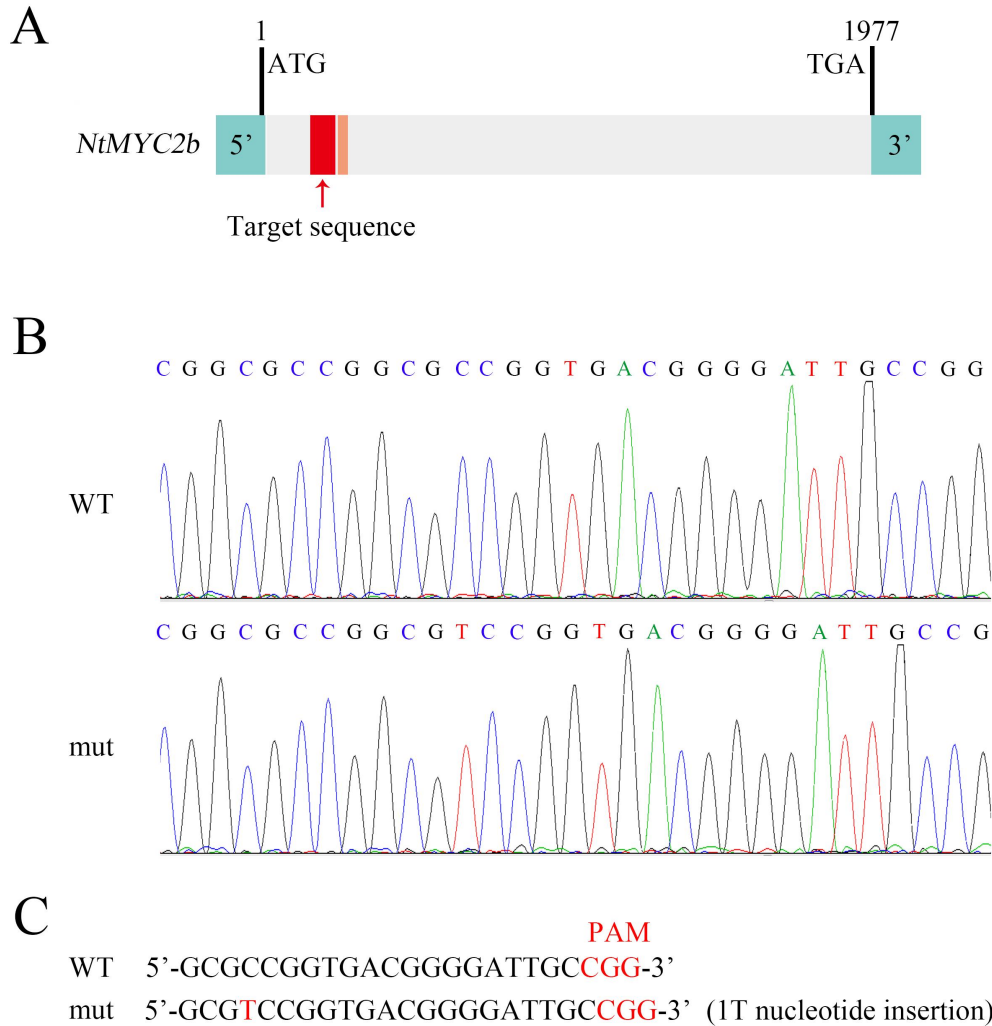 A
1 1977
ATG TGA
NtMYC2b 5’ 3’
Target sequence
B
C G G C G C C G G C G C C G G T G A C G G G G A T T G C C G G
WT
C G G C G C C G G C G T C C G G T G A C G G G G A T T G C C G
mut
C
PAM
WT 5’-GCGCCGGTGACGGGGATTGCCGG-3’
mut 5’-GCGTCCGGTGACGGGGATTGCCGG-3’ (1T nucleotide insertion)